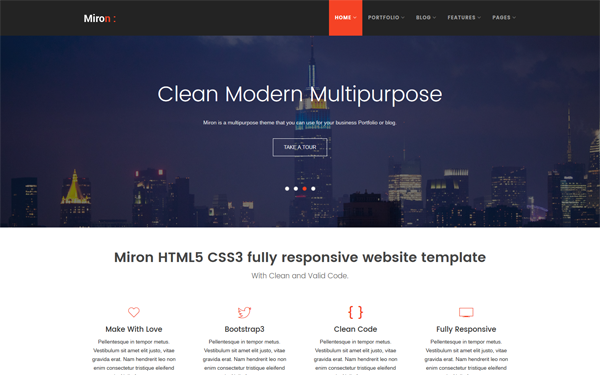 Miron :
HOME PORTFOLIO BLOG FEATURES PAGES
Clean Modern Multipurpose
Miron is a multipurpose theme that you can use for your business Portfolio or blog.
TAKE A TOUR
Miron HTML5 CSS3 fully responsive website template
With Clean and Valid Code.
Make With Love
Pellentesque in tempor metus.
Vestibulum sit amet elit justo, vitae
gravida erat. Nam hendrerit leo non
enim consectetur tristique eleifend
Bootstrap3
Pellentesque in tempor metus.
Vestibulum sit amet elit justo, vitae
gravida erat. Nam hendrerit leo non
enim consectetur tristique eleifend
{ }
Clean Code
Pellentesque in tempor metus.
Vestibulum sit amet elit justo, vitae
gravida erat. Nam hendrerit leo non
enim consectetur tristique eleifend
Fully Responsive
Pellentesque in tempor metus.
Vestibulum sit amet elit justo, vitae
gravida erat. Nam hendrerit leo non
enim consectetur tristique eleifend